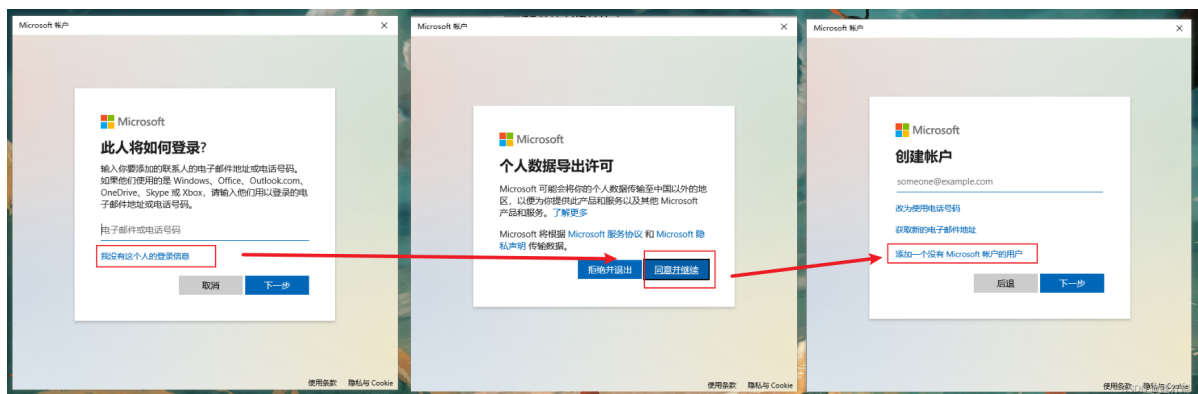 Microsoft 帐户
此人将如何登录?
输入你要添加的联系人的电子邮件地址或电话号码。
如果他们使用的是 Windows、Office、Outlook.com、
OneDrive、Skype 或 Xbox，请输入他们用以登录的电
子邮件地址或电话号码。
电子邮件或电话号码
我没有这个人的登录信息
取消
下一步
使用条款
隐私与 Cookie
Microsoft 帐户
Microsoft
个人数据导出许可
Microsoft 可能会将你的个人数据传输至中国以外的地
区，以便为你提供此产品和服务以及其他 Microsoft
产品和服务。了解更多
Microsoft 将根据 Microsoft 服务协议 和 Microsoft 隐
私声明 传输数据。
拒绝并退出
同意并继续
使用条款
隐私与 Cookie
Microsoft 帐户
Microsoft
创建帐户
someone@example.com
改为使用电话号码
获取新的电子邮件地址
添加一个没有 Microsoft 帐户的用户
后退
下一步
使用条款
隐私与 Cookie